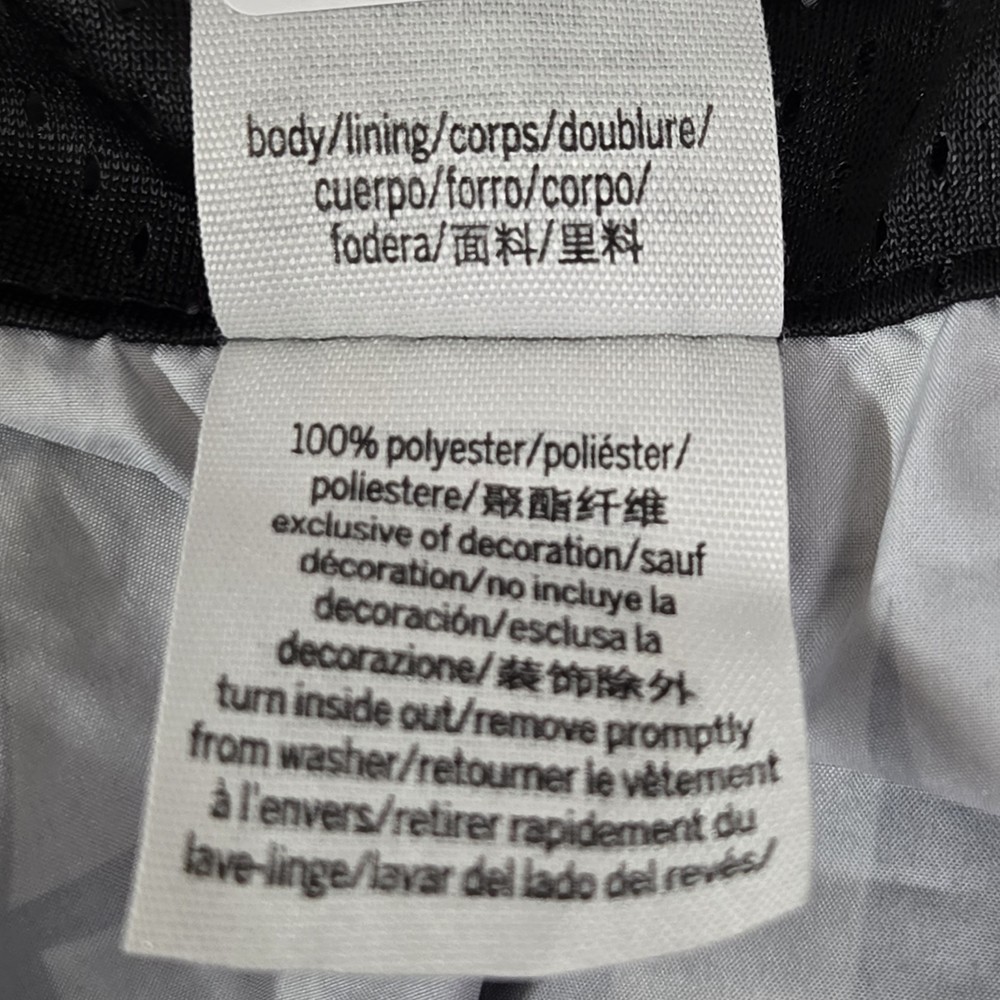 body/lining/corps/doublure/
cuerpo/forro/corpo/
fodera/面料/里料
100% polyester/poliéster/
poliestere/聚酯纤维
exclusive of decoration/sauf
décoration/no incluye la
decoración/esclusa la
decorazione/装饰除外
turn inside out/remove promptly
from washer/retourner le vêtement
à l'envers/retirer rapidement du
lave-linge/lavar del lado del revés/